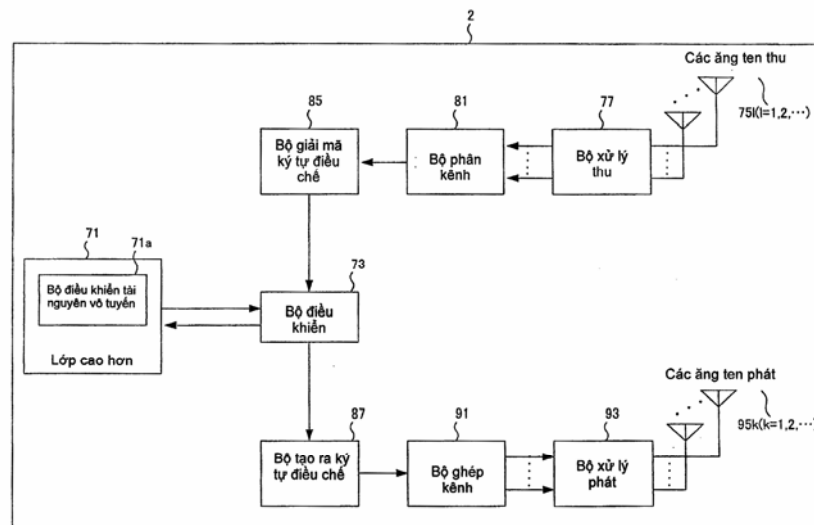 2
Các ăng ten thu
75l(l=1,2,⋯)
85
81
77
Bộ giải mã
ký tự điều
chế
Bộ phân
kênh
Bộ xử lý
thu
71
71a
Bộ điều khiển tài
nguyên vô tuyến
Lớp cao hơn
73
Bộ điều
khiển
Các ăng ten phát
95k(k=1,2,⋯)
87
91
93
Bộ tạo ra ký
tự điều chế
Bộ ghép
kênh
Bộ xử lý
phát